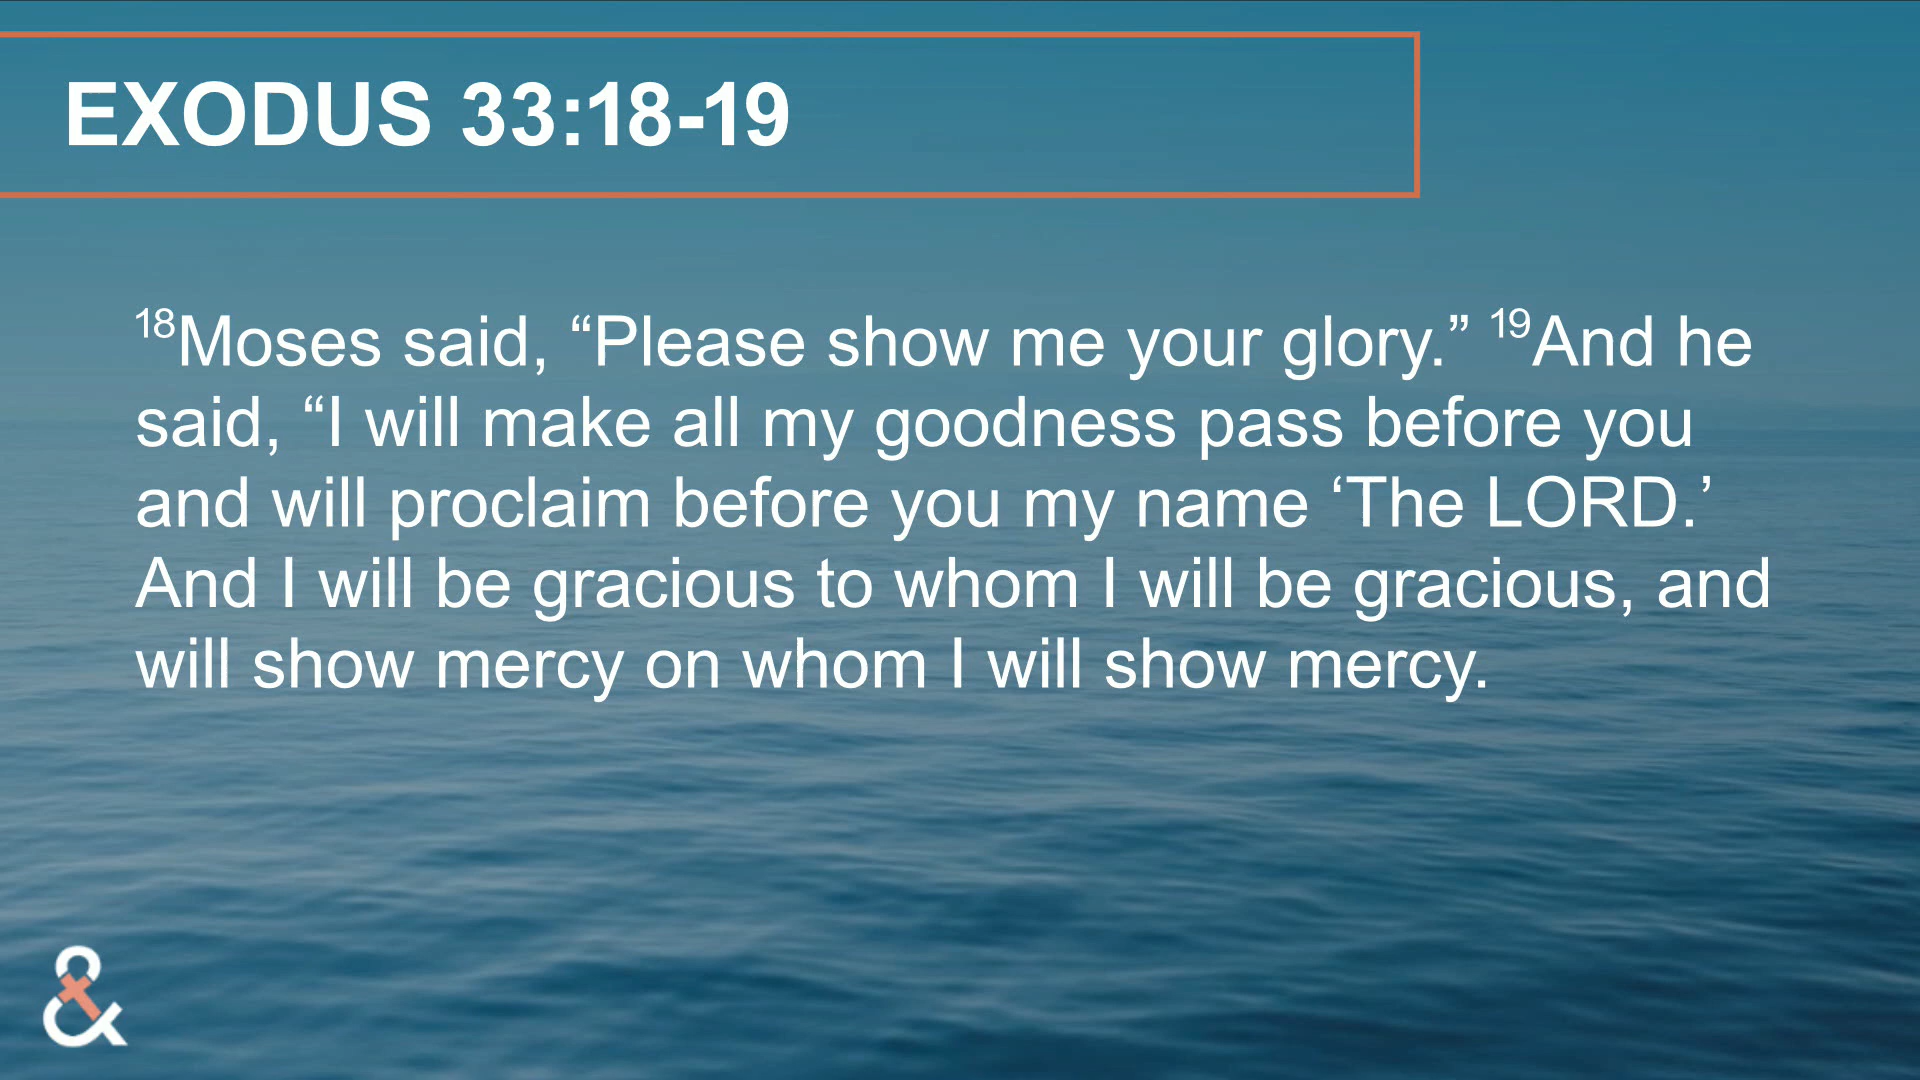 EXODUS 33:18-19
18Moses said, “Please show me your glory.” 19And he
said, “I will make all my goodness pass before you
and will proclaim before you my name ‘The LORD.’
And I will be gracious to whom I will be gracious, and
will show mercy on whom I will show mercy.
&